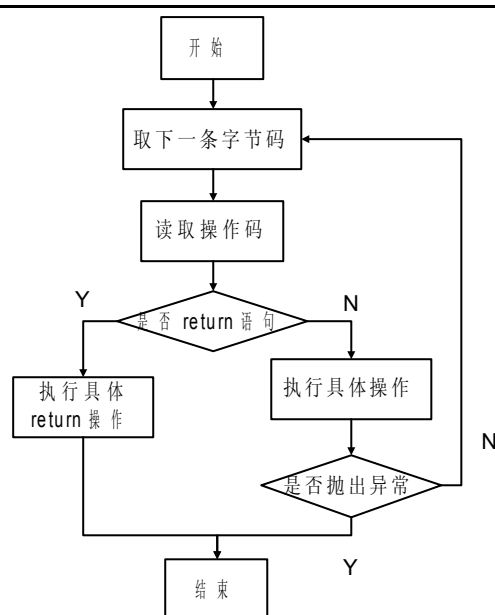 开始
取下一条字节码
读取操作码
Y
N
是否 return 语句
执行具体
return 操作
执行具体操作
N
是否抛出异常
Y
结束